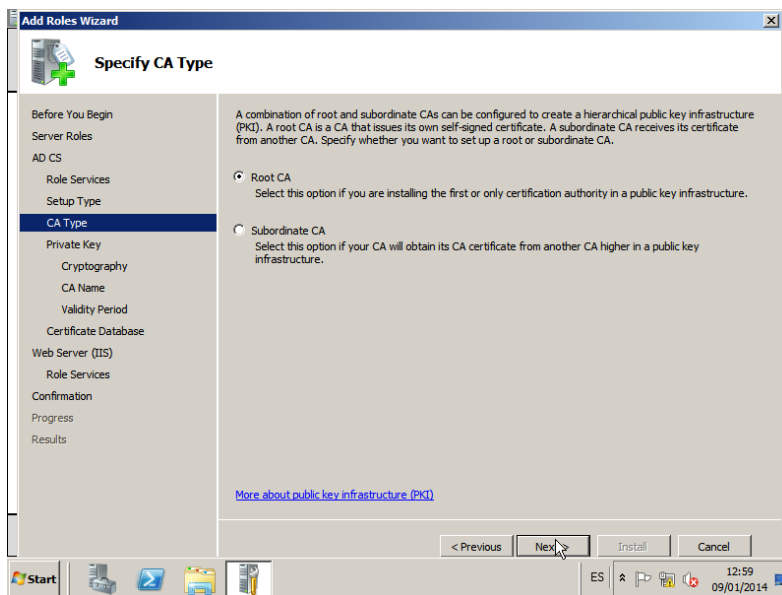 Add Roles Wizard
Specify CA Type
Before You Begin
Server Roles
AD CS
Role Services
Setup Type
CA Type
Private Key
Cryptography
CA Name
Validity Period
Certificate Database
Web Server (IIS)
Role Services
Confirmation
Progress
Results
A combination of root and subordinate CAs can be configured to create a hierarchical public key infrastructure
(PKI). A root CA is a CA that issues its own self-signed certificate. A subordinate CA receives its certificate
from another CA. Specify whether you want to set up a root or subordinate CA.
Root CA
Select this option if you are installing the first or only certification authority in a public key infrastructure.
Subordinate CA
Select this option if your CA will obtain its CA certificate from another CA higher in a public key
infrastructure.
More about public key infrastructure (PKI)
< Previous
Next >
Install
Cancel
Start
ES
12:59
09/01/2014